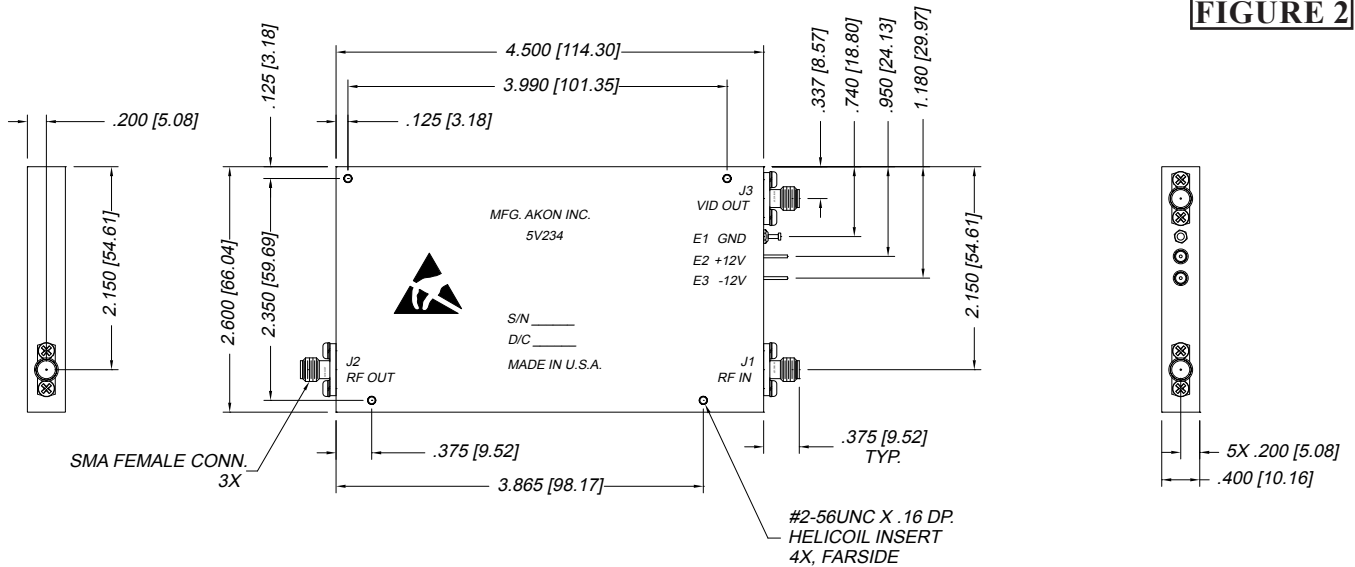 FIGURE 2
4.500 [114.30]
3.990 [101.35]
.125 [3.18]
.125 [3.18]
.200 [5.08]
.337 [8.57]
.740 [18.80]
.950 [24.13]
1.180 [29.97]
2.150 [54.61]
2.600 [66.04]
2.350 [59.69]
MFG. AKON INC.
5V234
J3
VID OUT
E1 GND
E2 +12V
E3 -12V
2.150 [54.61]
S/N ______
D/C ______
MADE IN U.S.A.
J2
RF OUT
J1
RF IN
SMA FEMALE CONN.
3X
.375 [9.52]
3.865 [98.17]
.375 [9.52]
TYP.
#2-56UNC X .16 DP.
HELICOIL INSERT
4X, FARSIDE
5X .200 [5.08]
.400 [10.16]